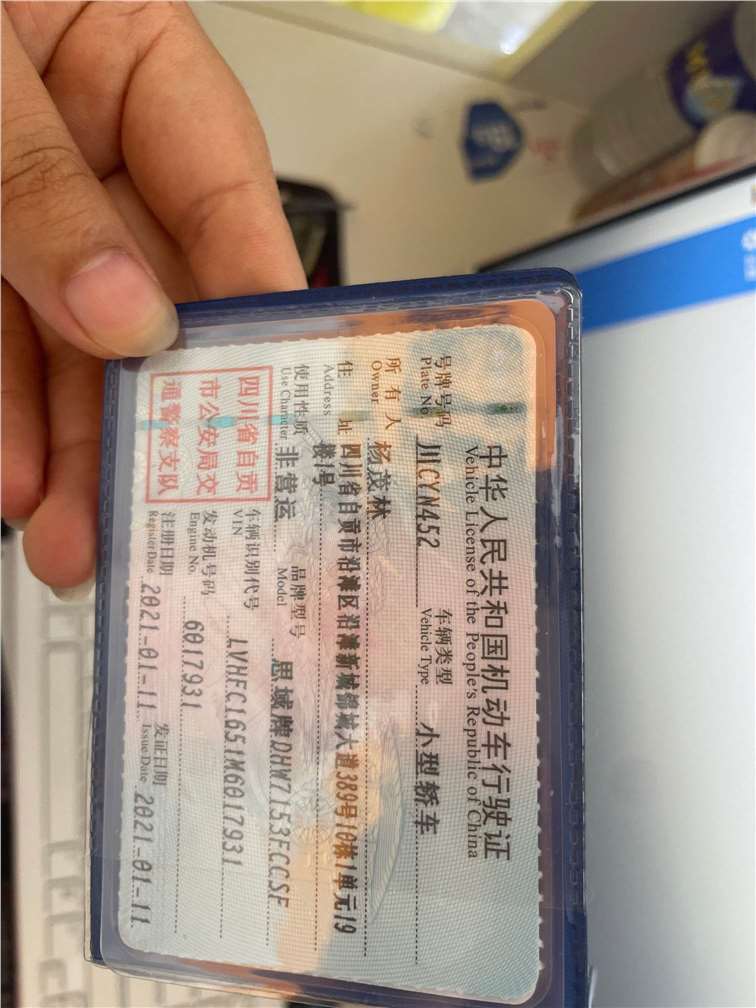 中华人民共和国机动车行驶证
Vehicle License of the People's Republic of China
号牌号码 川CYN452 车辆类型 小型轿车
Plate No. Vehicle Type
所有人 杨茂林
Owner
住址 四川省自贡市沿滩区沿滩新城锦城大道389号10栋1单元19
Address 楼1号
使用性质 非营运 品牌型号 思域牌DHW7153FCCSF
Use Character Model
四川省自贡
市公安局交
通警察支队
车辆识别代号 LVHFC1651M6017931
VIN
发动机号码 6017931
Engine No.
注册日期 2021-01-11 发证日期 2021-01-11
Register Date Issue Date